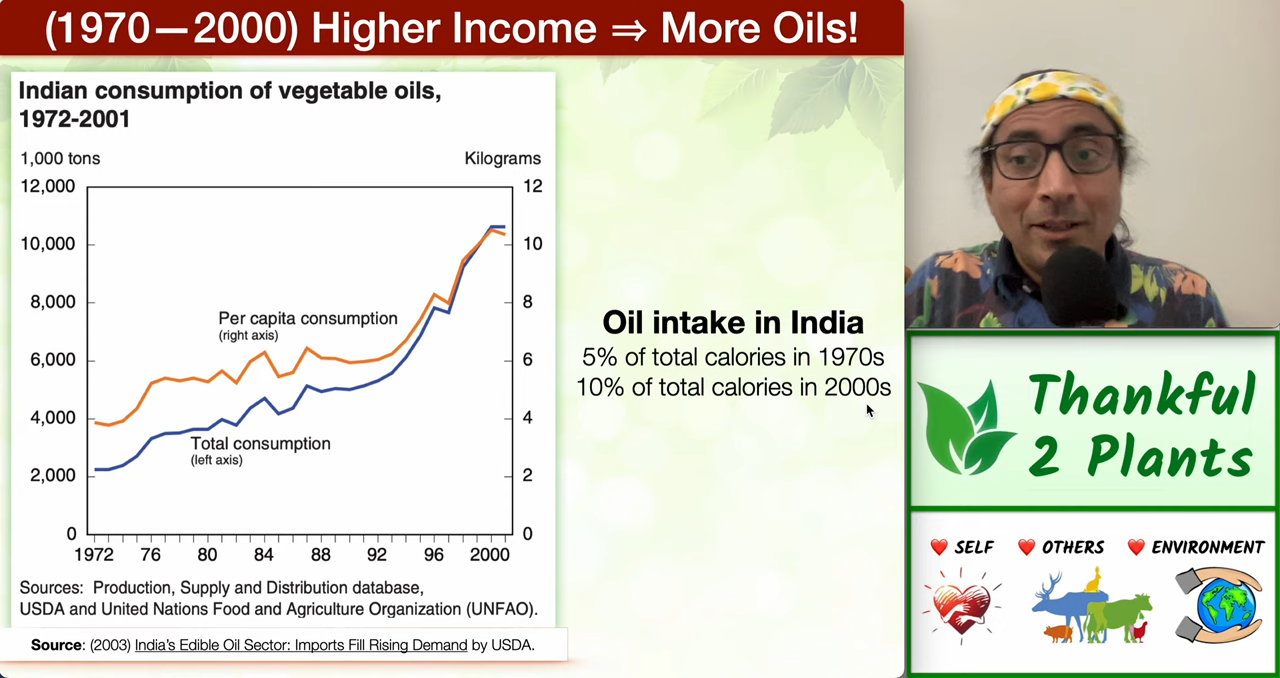 (1970—2000) Higher Income ⇒ More Oils!
Indian consumption of vegetable oils,
1972-2001
1,000 tons
Kilograms
12,000
12
10,000
10
8,000
8
6,000
6
4,000
4
2,000
2
0
0
Per capita consumption
(right axis)
Total consumption
(left axis)
1972 76 80 84 88 92 96 2000
Sources: Production, Supply and Distribution database,
USDA and United Nations Food and Agriculture Organization (UNFAO).
Source: (2003) India's Edible Oil Sector: Imports Fill Rising Demand by USDA.
Oil intake in India
5% of total calories in 1970s
10% of total calories in 2000s
Thankful
2 Plants
SELF
OTHERS
ENVIRONMENT